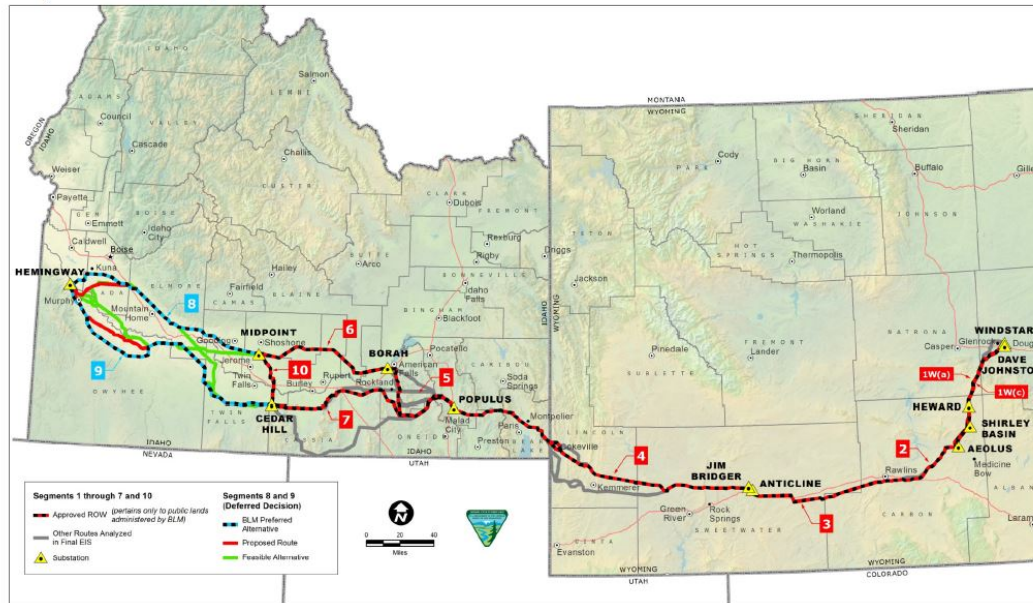 MONTANA
WYOMING
OREGON
IDAHO
IDAHO
Salmon
LEMHI
ADAMS
Council
VALLEY
Cascade
Challis
CUSTER
Weiser
Payette
GEM
Emmett
BOISE
Idaho
City
Caldwell
Boise
Kuna
HEMINGWAY
Murphy
ADA
ELMORE
Mountain
Home
OWYHEE
CLARK
Dubois
FREMONT
Rexburg
Rigby
Driggs
TETON
Jackson
BUTTE
Arco
BONNEVILLE
Idaho
Falls
BINGHAM
Blackfoot
Hailey
Fairfield
BLAINE
CAMAS
8
9
Gooding
Shoshone
MIDPOINT
6
Jerome
Twin
Falls
10
Burley
Rupert
CEDAR
HILL
TWIN
FALLS
7
CASSIA
BORAH
American
Falls
Rockland
Pocatello
5
CARIBOU
Soda
Springs
POPULUS
Malad
City
ONEIDA
Preston
Paris
Montpelier
IDAHO
NEVADA
IDAHO
UTAH
IDAHO
WYOMING
PARK
Cody
BIG HORN
Basin
SHERIDAN
Sheridan
Buffalo
JOHNSON
Worland
WASHAKIE
HOT
SPRINGS
Thermopolis
FREMONT
Lander
Pinedale
SUBLETTE
NATRONA
Casper
Glenrock
WINDSTAR
Doug
DAVE
JOHNSTO
1W(a)
1W(c)
HEWARD
SHIRLEY
BASIN
AEOLUS
Medicine
Bow
2
Rawlins
CARBON
ALBAN
Laram
LINCOLN
4
Kemmerer
JIM
BRIDGER
ANTICLINE
3
Green
River
Rock
Springs
SWEETWATER
UINTA
Evanston
WYOMING
UTAH
WYOMING
COLORADO
Segments 1 through 7 and 10
Approved ROW (pertains only to public lands
administered by BLM)
Other Routes Analyzed
in Final EIS
Substation
Segments 8 and 9
(Deferred Decision)
BLM Preferred
Alternative
Proposed Route
Feasible Alternative
N
0 20 40
Miles